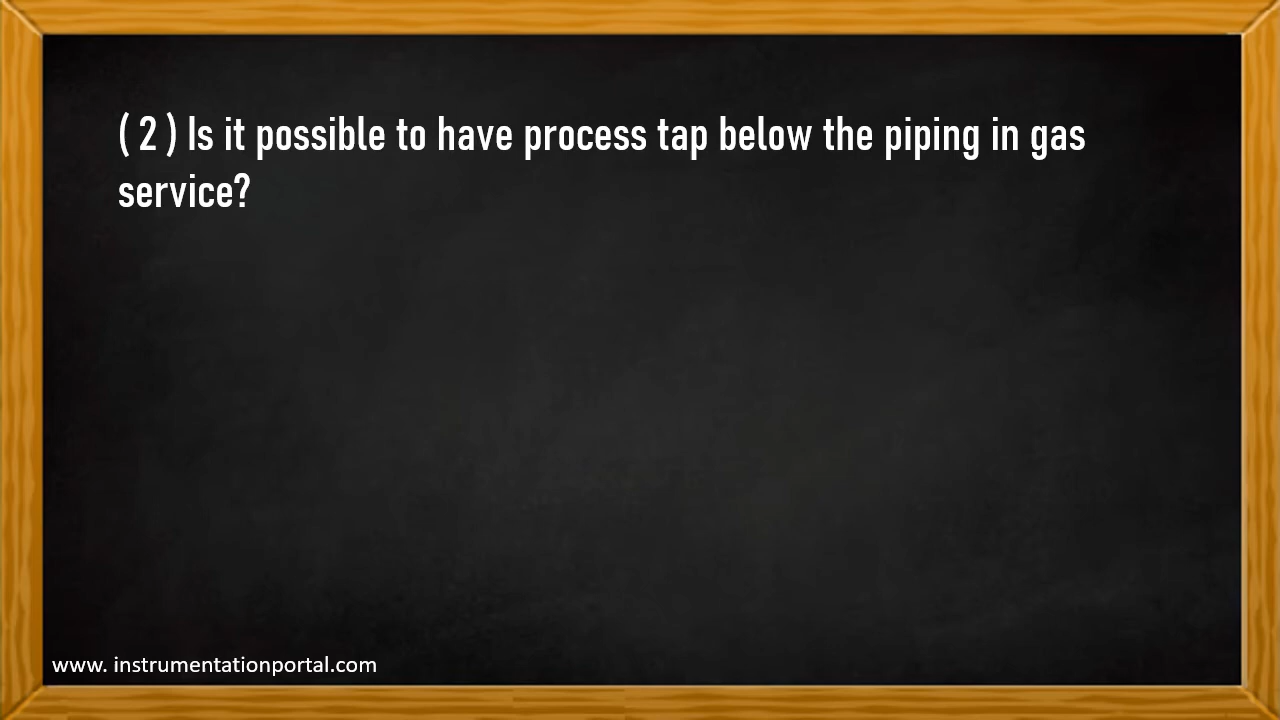 ( 2 ) Is it possible to have process tap below the piping in gas
service?
www. instrumentationportal.com